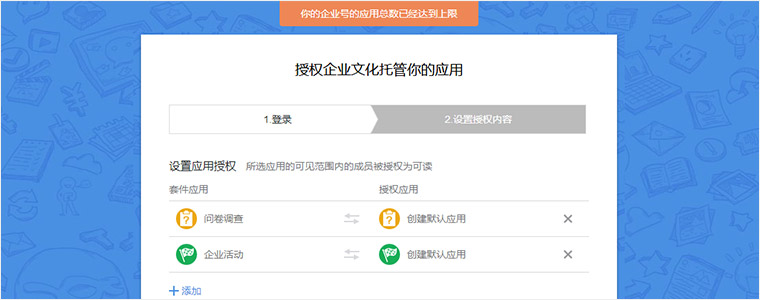 你的企业号的应用总数已经达到上限
授权企业文化托管你的应用
1.登录 2.设置授权内容
设置应用授权 所选应用的可见范围内的成员被授权为可读
套件应用 授权应用
问卷调查 创建默认应用
企业活动 创建默认应用
添加